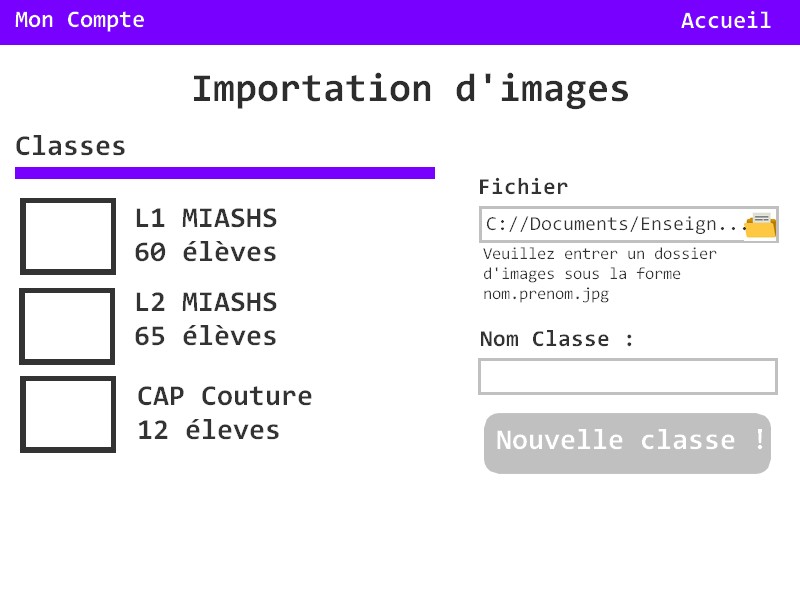 Mon Compte
Accueil
Importation d'images
Classes
L1 MIASHS
60 élèves
L2 MIASHS
65 élèves
CAP Couture
12 éleves
Fichier
C://Documents/Enseign...
Veuillez entrer un dossier
d'images sous la forme
nom.prenom.jpg
Nom Classe :
Nouvelle classe !